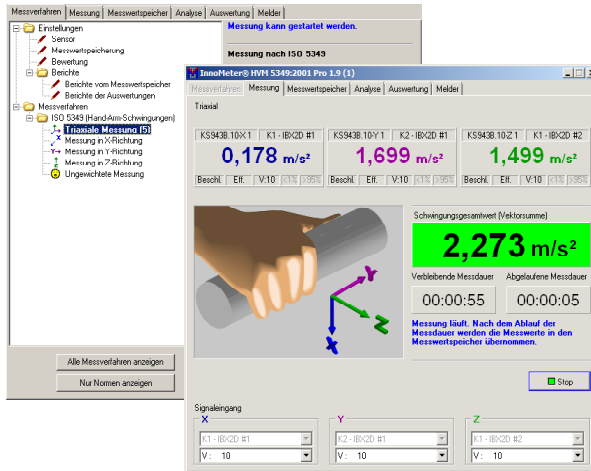 Messverfahren Messung Messwertspeicher Analyse Auswertung Melder
Einstellungen
Sensor
Messwertspeicherung
Bewertung
Berichte
Berichte vom Messwertspeicher
Berichte der Auswertungen
Messverfahren
ISO 5349 (Hand-Arm-Schwingungen)
Triaxiale Messung (5)
Messung in X-Richtung
Messung in Y-Richtung
Messung in Z-Richtung
Ungewichtete Messung
Alle Messverfahren anzeigen
Nur Normen anzeigen
Messung kann gestartet werden.
Messung nach ISO 5349
InnoMeter® HVM 5349:2001 Pro 1.9 (1)
Messverfahren Messung Messwertspeicher Analyse Auswertung Melder
Triaxial
KS943B.10-X 1 K1 - IBX2D #1 KS943B.10-Y 1 K2 - IBX2D #1 KS943B.10-Z 1 K1 - IBX2D #2
0,178 m/s² 1,699 m/s² 1,499 m/s²
Beschl. Eff. V:10 <1% >95% Beschl. Eff. V:10 <1% >95% Beschl. Eff. V:10 <1% >95%
X Y Z
Schwingungsgesamtwert (Vektorsumme)
2,273 m/s²
Verbleibende Messdauer Abgelaufene Messdauer
00:00:55 00:00:05
Messung läuft. Nach dem Ablauf der
Messdauer werden die Messwerte in den
Messwertspeicher übernommen.
Stop
Signaleingang
X Y Z
K1 - IBX2D #1 K2 - IBX2D #1 K1 - IBX2D #2
V: 10 V: 10 V: 10